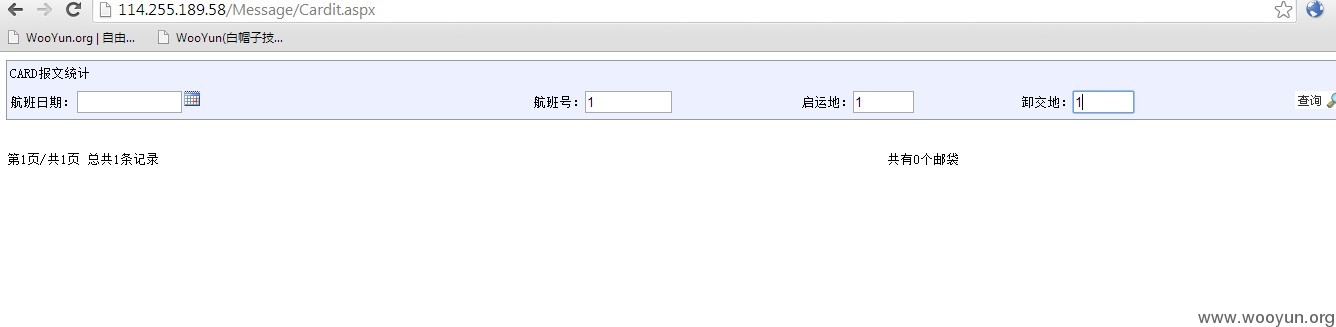 114.255.189.58/Message/Cardit.aspx
WooYun.org | 自由... WooYun(白帽子技...
CARD报文统计
航班日期： 航班号：1 启运地：1 卸交地：1 查询
第1页/共1页 总共1条记录 共有0个邮袋
www.wooyun.org